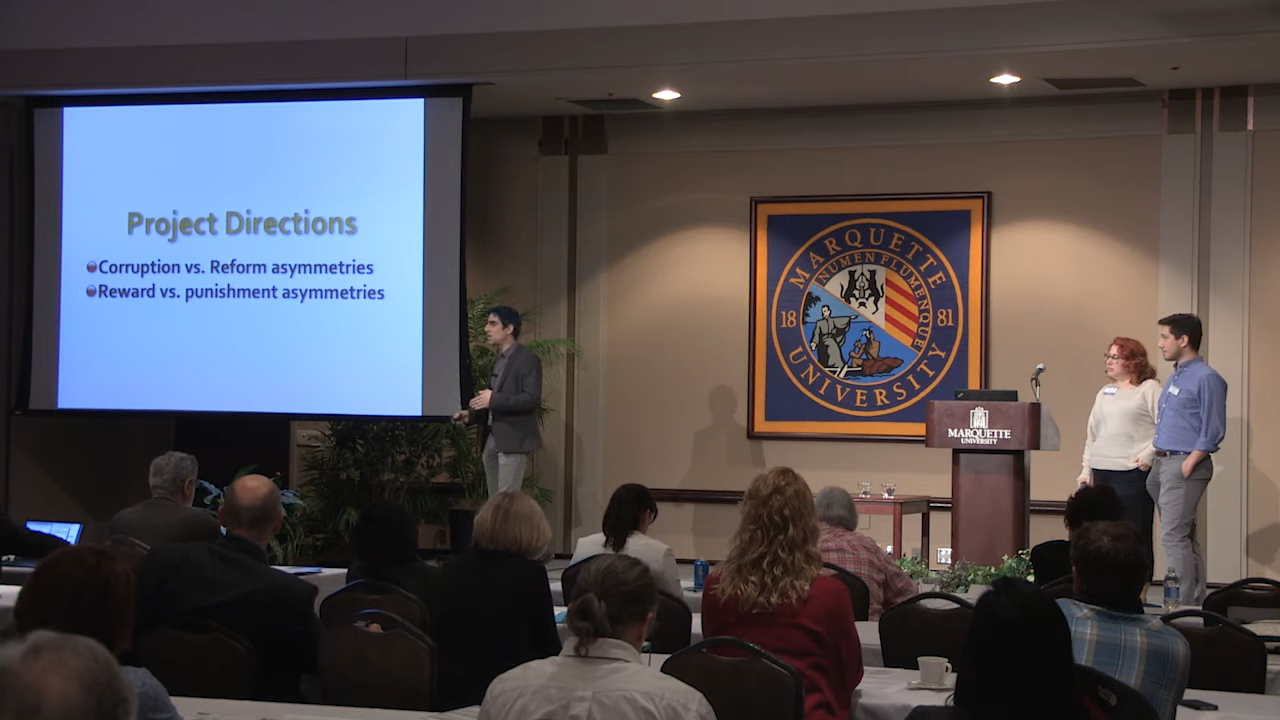 Project Directions
Corruption vs. Reform asymmetries
Reward vs. punishment asymmetries
MARQUETTE
NUMEN FLUMENQUE
18 81
UNIVERSITY
MARQUETTE
UNIVERSITY